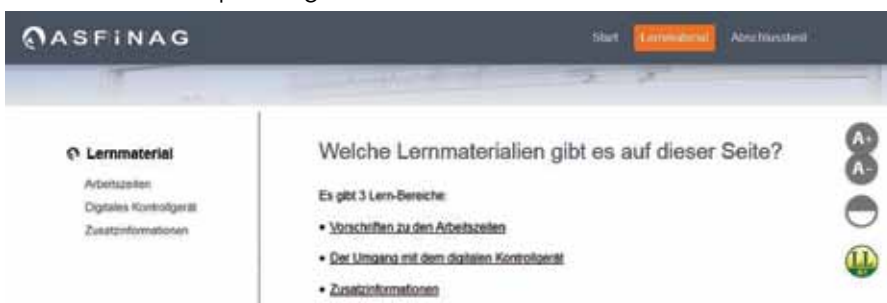 ASFiNAG
Start Lernmaterial Abschlusstest
Lernmaterial
Arbeitszeiten
Digitales Kontrollgerät
Zusatzinformationen
Welche Lernmaterialien gibt es auf dieser Seite?
Es gibt 3 Lern-Bereiche:
• Vorschriften zu den Arbeitszeiten
• Der Umgang mit dem digitalen Kontrollgerät
• Zusatzinformationen
A+
A-
LL